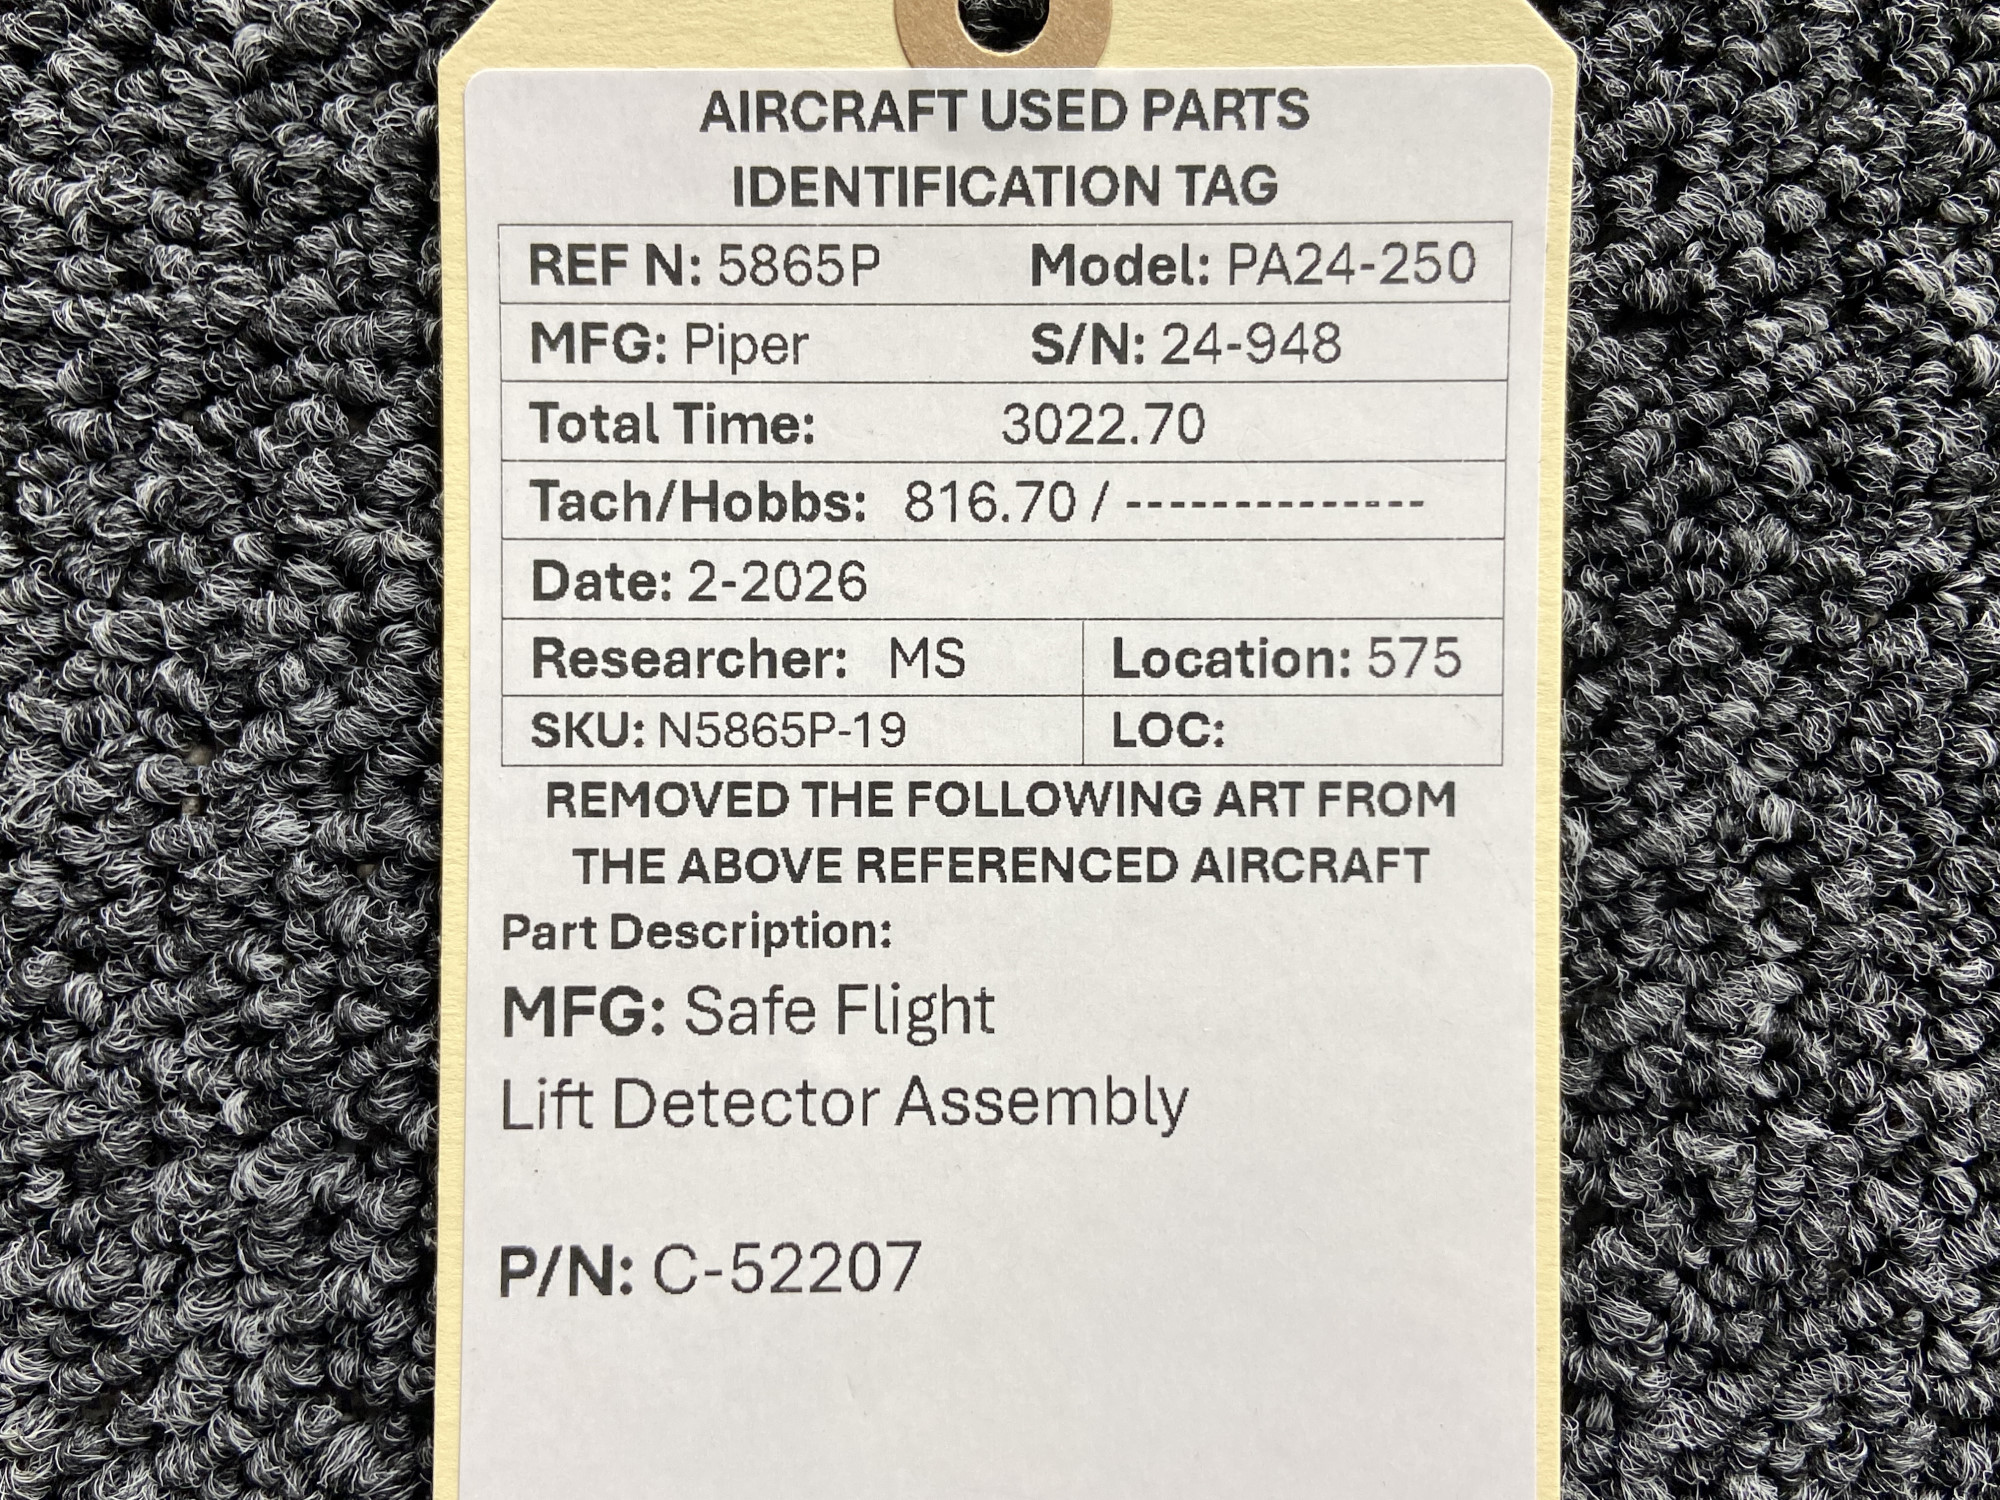 AIRCRAFT USED PARTS
IDENTIFICATION TAG
REF N: 5865P Model: PA24-250
MFG: Piper S/N: 24-948
Total Time: 3022.70
Tach/Hobbs: 816.70 / --------------
Date: 2-2026
Researcher: MS Location: 575
SKU: N5865P-19 LOC:
REMOVED THE FOLLOWING ART FROM
THE ABOVE REFERENCED AIRCRAFT
Part Description:
MFG: Safe Flight
Lift Detector Assembly
P/N: C-52207